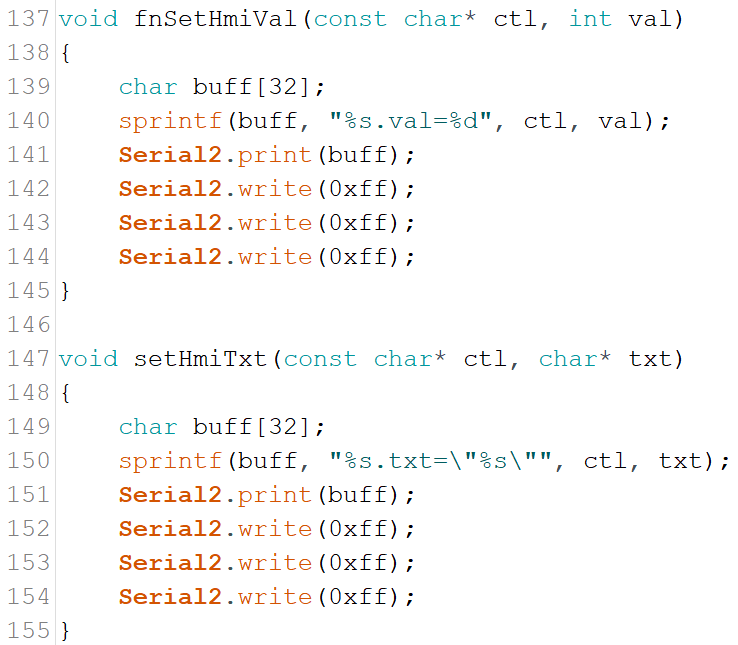 137 void fnSetHmiVal(const char* ctl, int val)
138 {
139     char buff[32];
140     sprintf(buff, "%s.val=%d", ctl, val);
141     Serial2.print(buff);
142     Serial2.write(0xff);
143     Serial2.write(0xff);
144     Serial2.write(0xff);
145 }
146
147 void setHmiTxt(const char* ctl, char* txt)
148 {
149     char buff[32];
150     sprintf(buff, "%s.txt=\"%s\"", ctl, txt);
151     Serial2.print(buff);
152     Serial2.write(0xff);
153     Serial2.write(0xff);
154     Serial2.write(0xff);
155 }